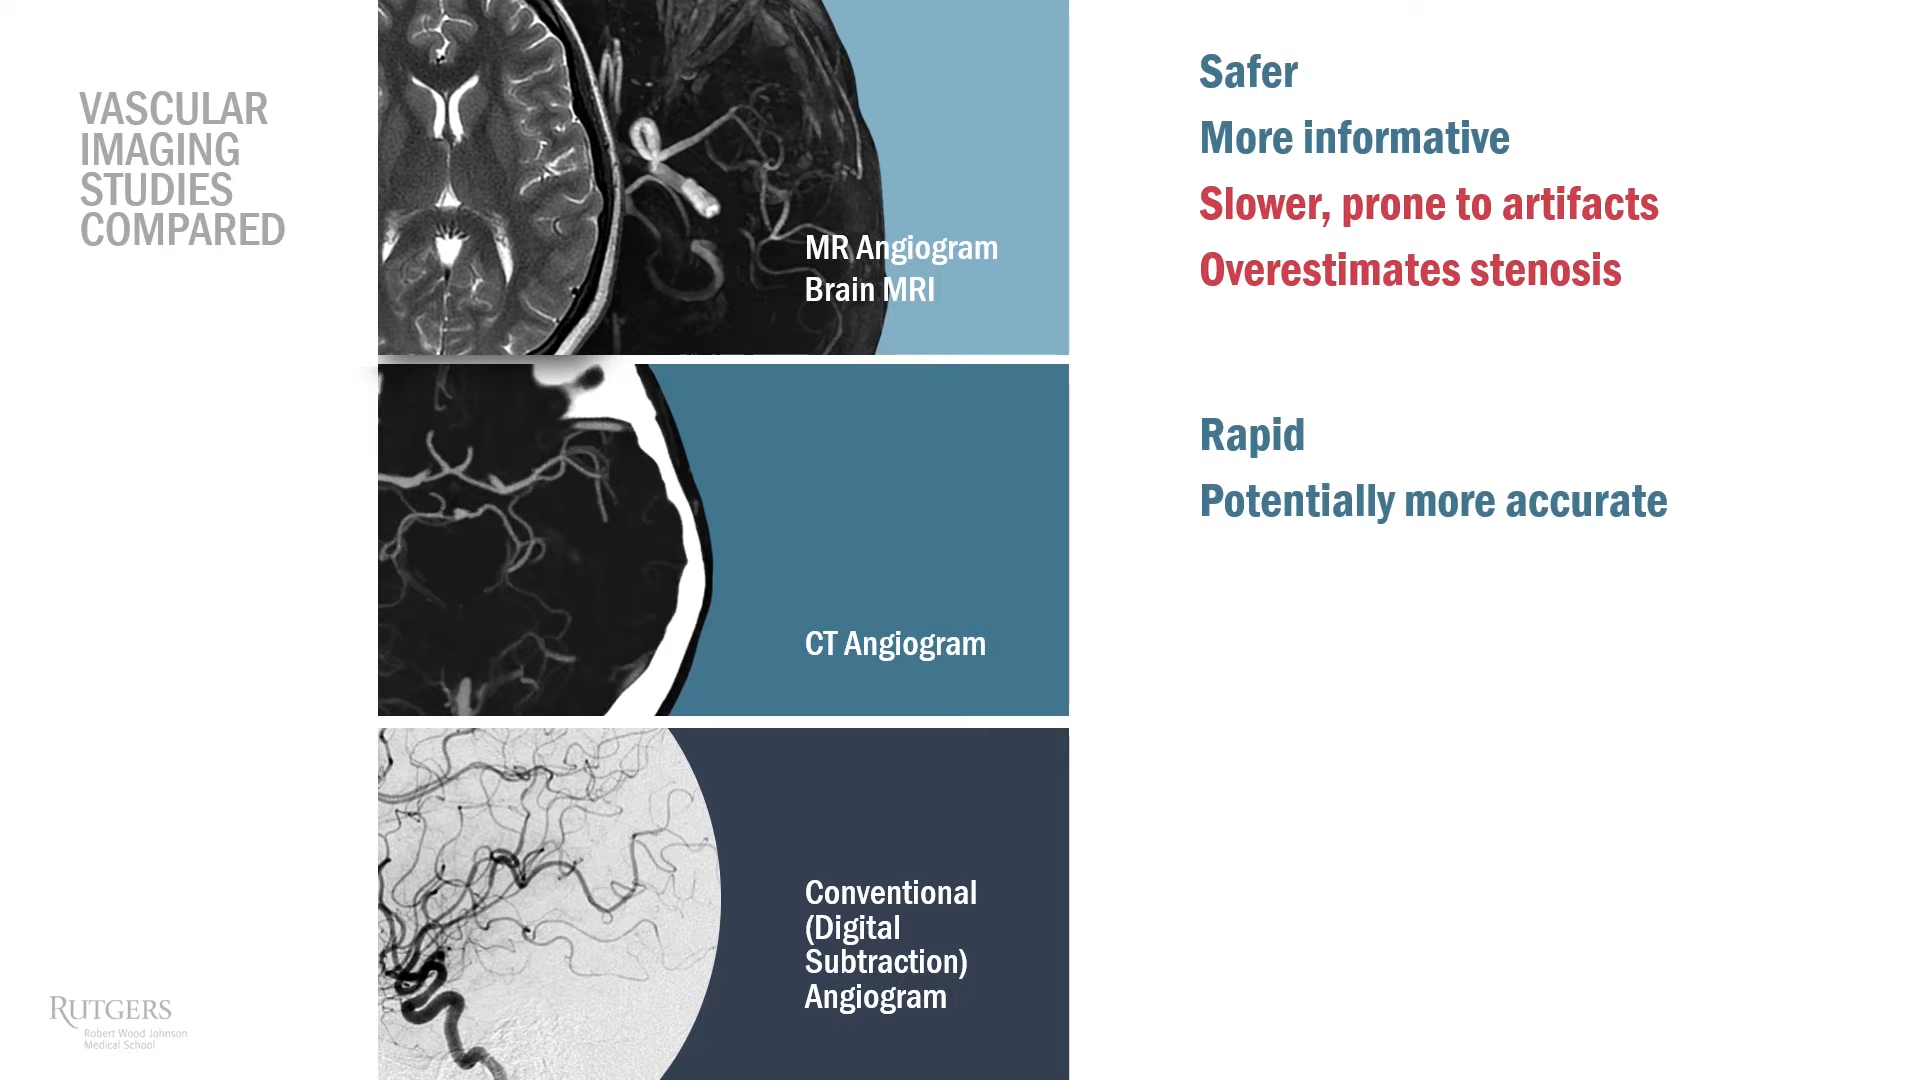 VASCULAR
IMAGING
STUDIES
COMPARED
MR Angiogram
Brain MRI
Safer
More informative
Slower, prone to artifacts
Overestimates stenosis
CT Angiogram
Rapid
Potentially more accurate
Conventional
(Digital
Subtraction)
Angiogram
RUTGERS
Robert Wood Johnson
Medical School